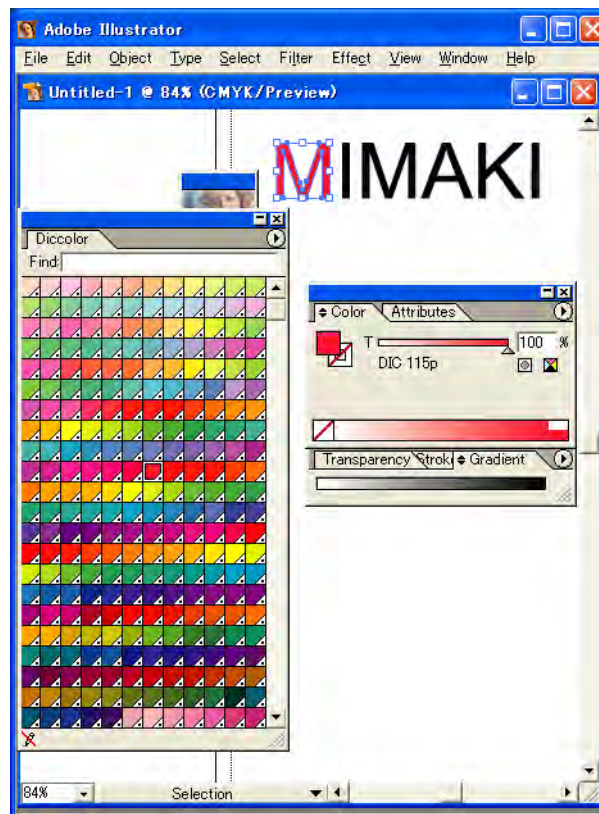 Adobe Illustrator
File Edit Object Type Select Filter Effect View Window Help
Untitled-1 @ 84% (CMYK/Preview)
MIMAKI
Diccolor
Find:
Color Attributes
T 100 %
DIC 115p
Transparency Strok Gradient
84% Selection